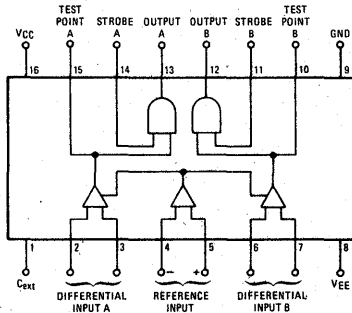 TEST TEST
POINT STROBE OUTPUT OUTPUT STROBE POINT
VCC A A A B B B GND
16 15 14 13 12 11 10 9
1 2 3 4 5 6 7 8
− +
Cext DIFFERENTIAL REFERENCE DIFFERENTIAL VEE
INPUT A INPUT INPUT B